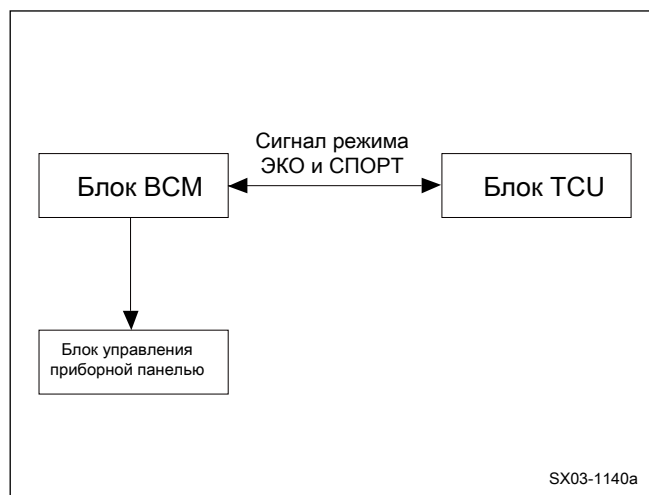 Сигнал режима
ЭКО и СПОРТ
Блок BCM
Блок TCU
Блок управления
приборной панелью
SX03-1140a